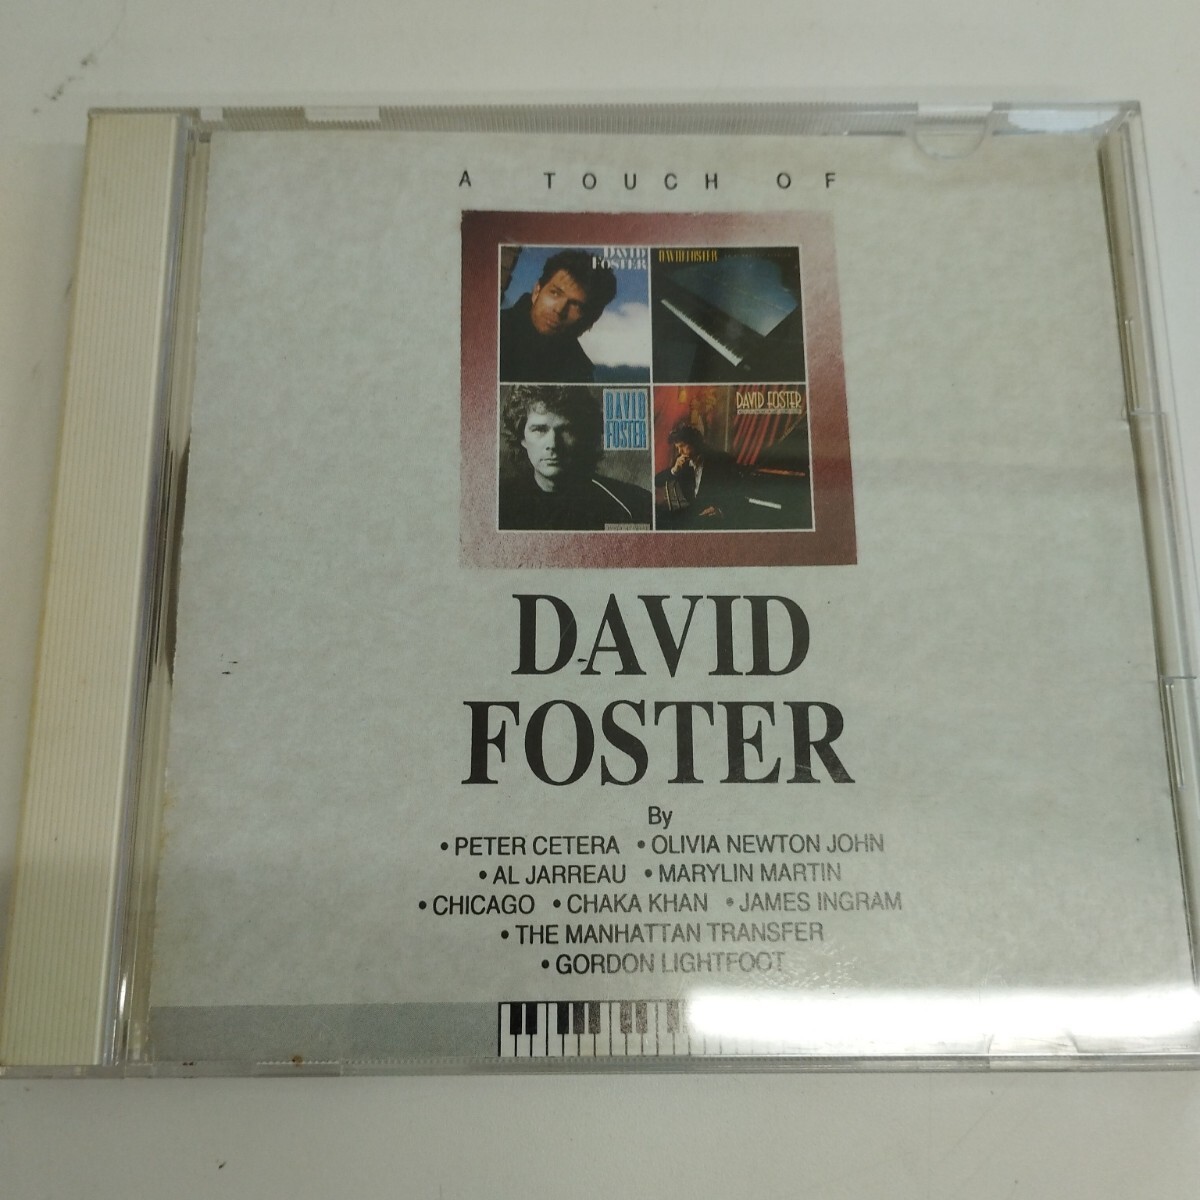 A TOUCH OF
DAVID
FOSTER
DAVID FOSTER
DAVID
FOSTER
DAVID FOSTER
DAVID
FOSTER
By
• PETER CETERA • OLIVIA NEWTON JOHN
• AL JARREAU • MARYLIN MARTIN
• CHICAGO • CHAKA KHAN • JAMES INGRAM
• THE MANHATTAN TRANSFER
• GORDON LIGHTFOOT